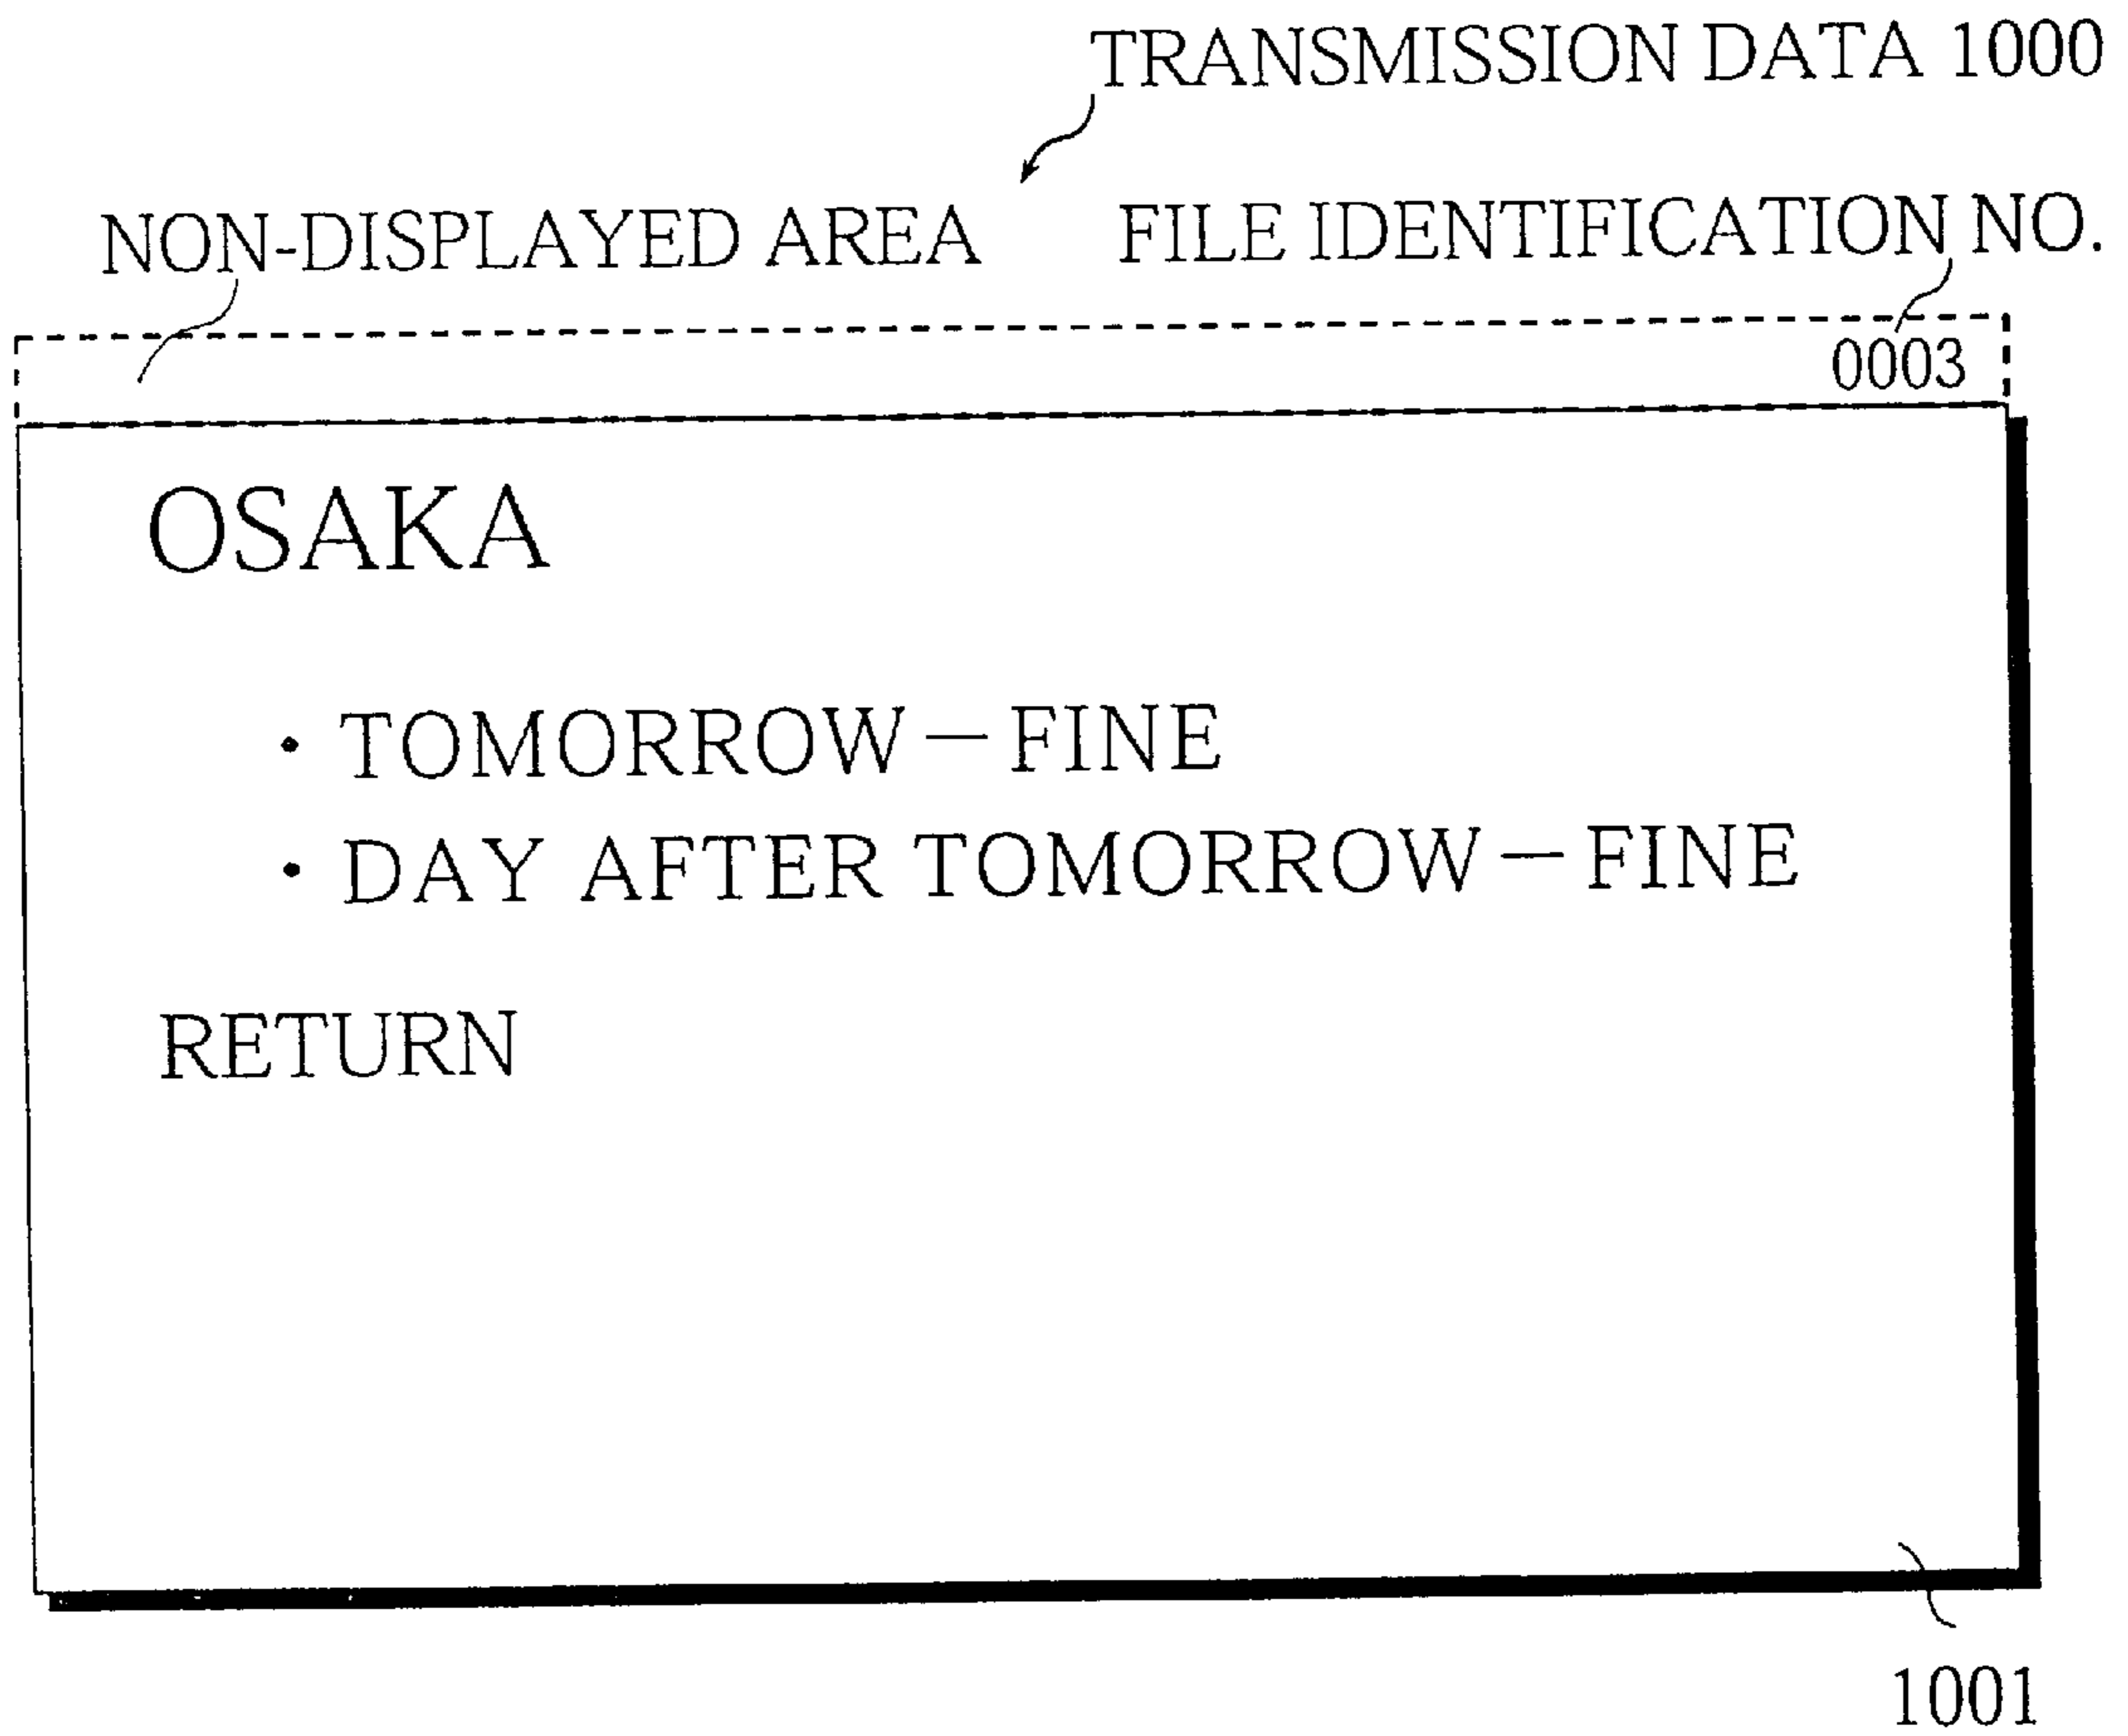 TRANSMISSION DATA 1000
NON-DISPLAYED AREA
FILE IDENTIFICATION NO.
0003
OSAKA
· TOMORROW — FINE
· DAY AFTER TOMORROW — FINE
RETURN
1001